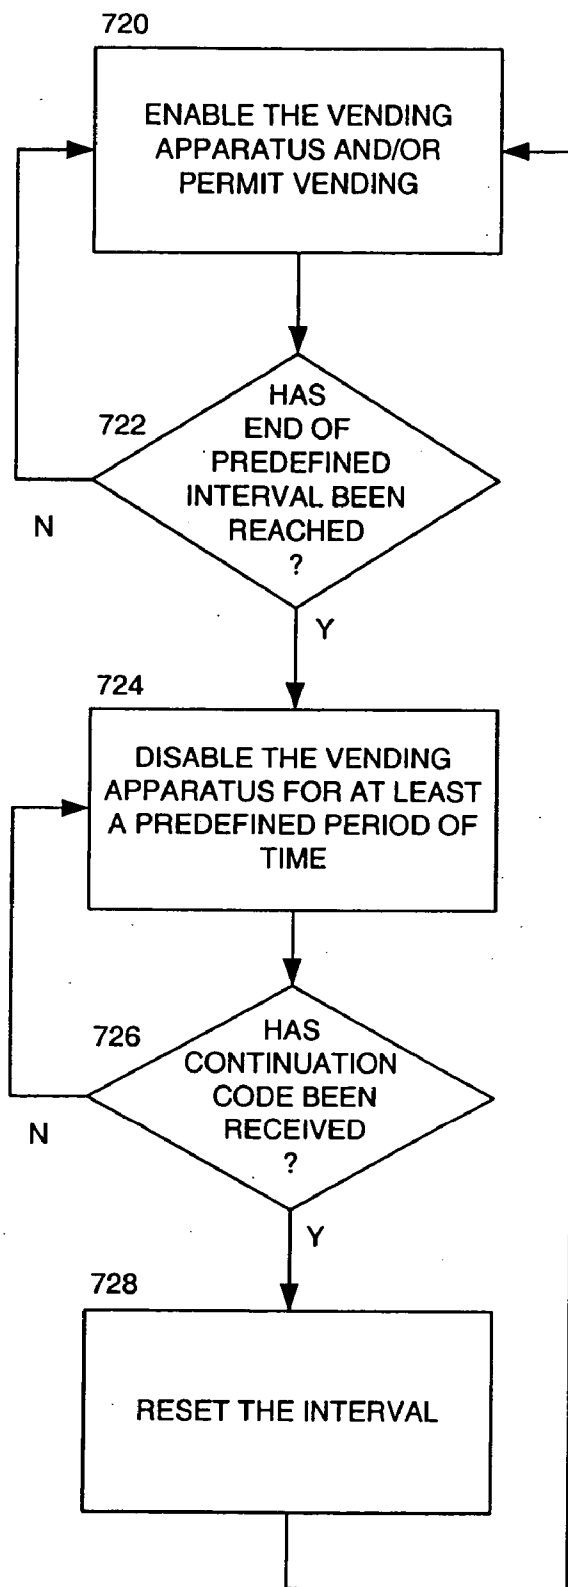 720
ENABLE THE VENDING
APPARATUS AND/OR
PERMIT VENDING
722
HAS
END OF
PREDEFINED
INTERVAL BEEN
REACHED
?
N
Y
724
DISABLE THE VENDING
APPARATUS FOR AT LEAST
A PREDEFINED PERIOD OF
TIME
726
HAS
CONTINUATION
CODE BEEN
RECEIVED
?
N
Y
728
RESET THE INTERVAL